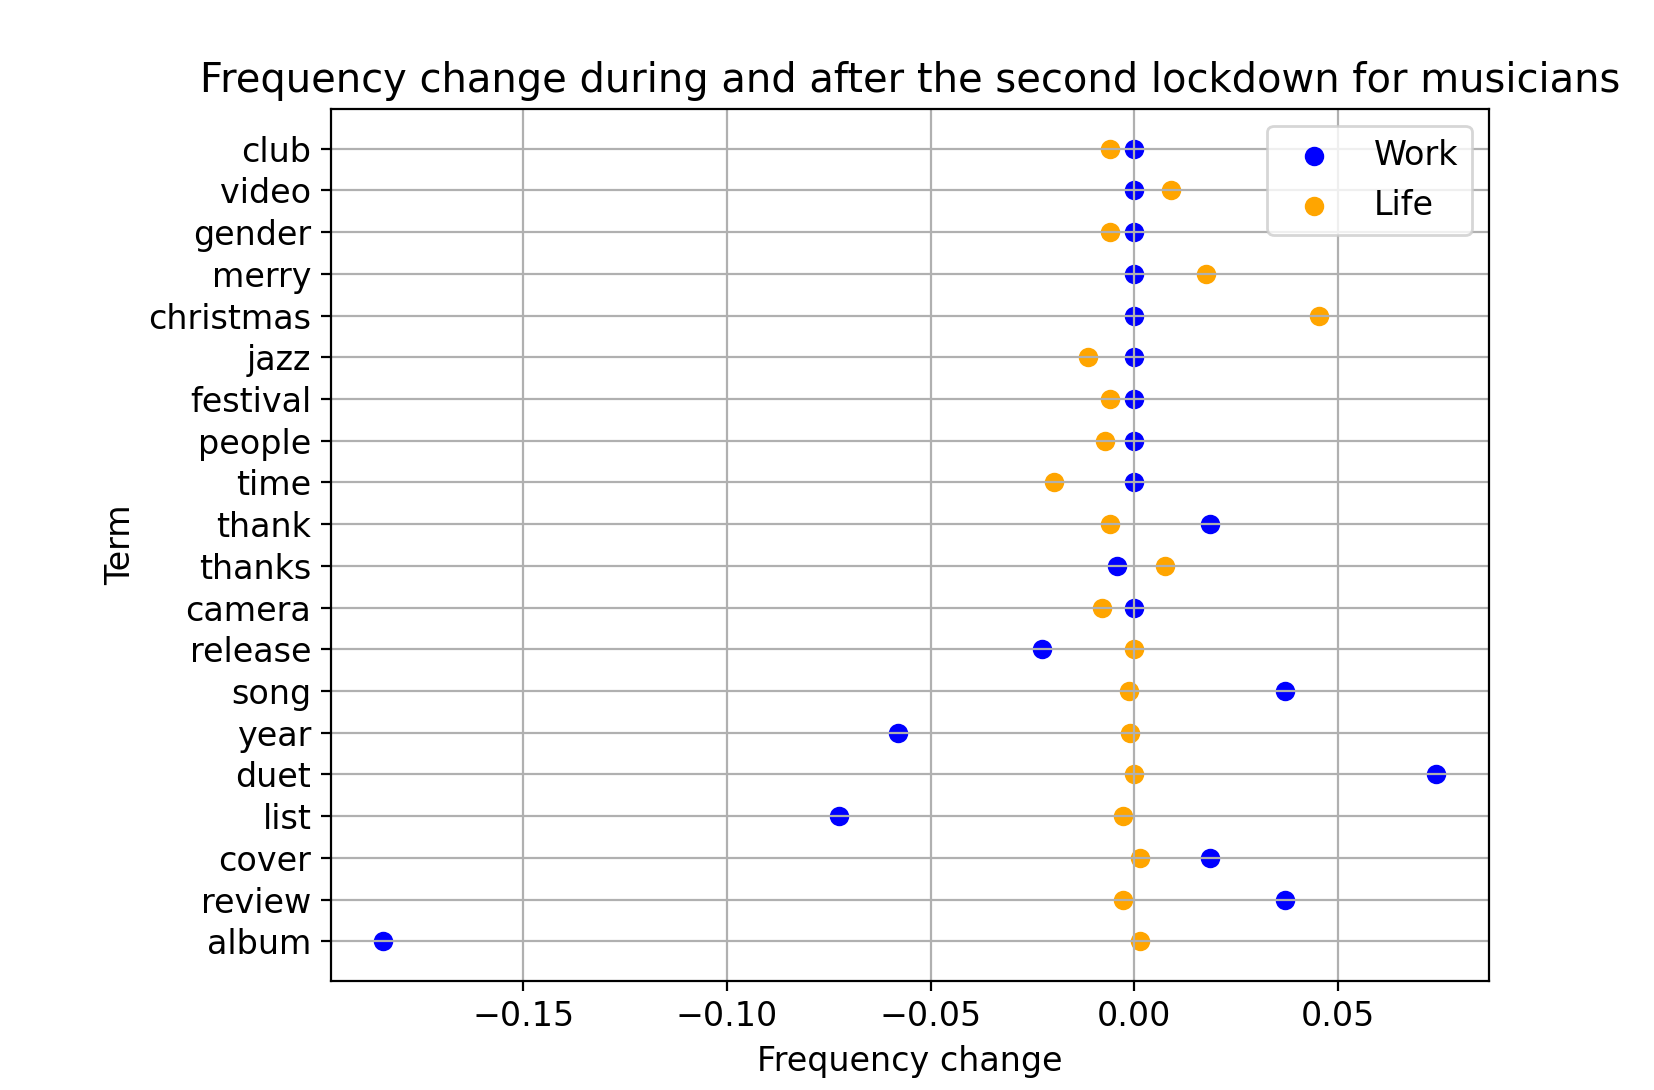 Frequency change during and after the second lockdown for musicians
Work
Life
club
video
gender
merry
christmas
jazz
festival
people
time
thank
thanks
camera
release
song
year
duet
list
cover
review
album
Term
−0.15 −0.10 −0.05 0.00 0.05
Frequency change